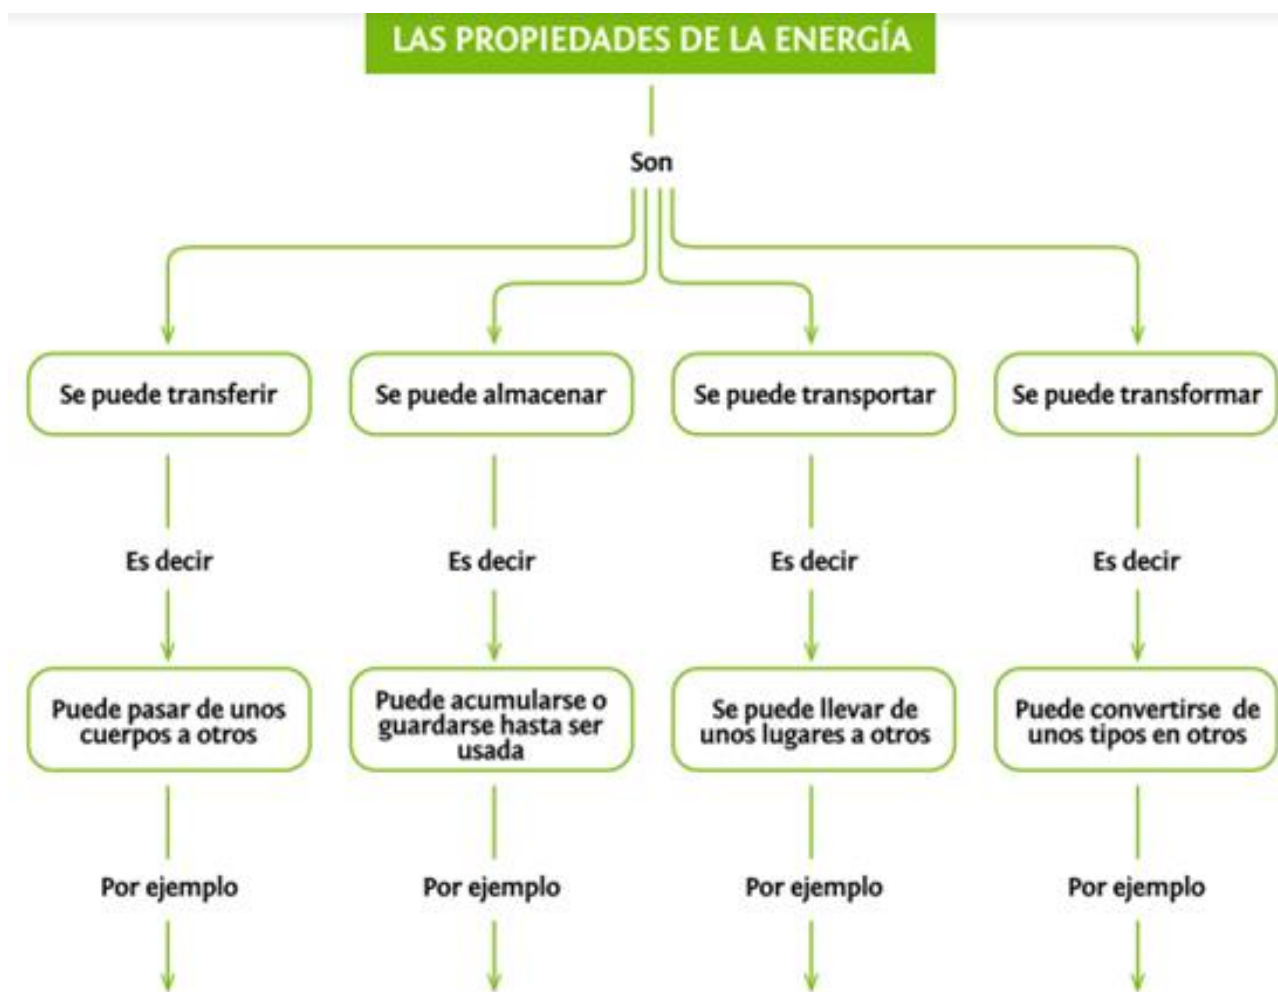 LAS PROPIEDADES DE LA ENERGÍA
Son
Se puede transferir
Se puede almacenar
Se puede transportar
Se puede transformar
Es decir
Es decir
Es decir
Es decir
Puede pasar de unos
cuerpos a otros
Puede acumularse o
guardarse hasta ser
usada
Se puede llevar de
unos lugares a otros
Puede convertirse de
unos tipos en otros
Por ejemplo
Por ejemplo
Por ejemplo
Por ejemplo